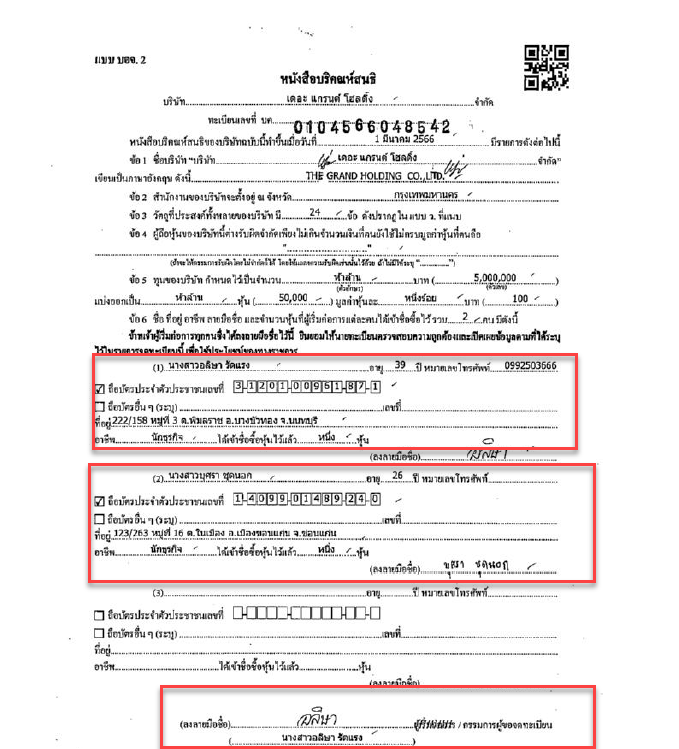 แบบ บอจ. 2
หนังสือบริคณห์สนธิ
บริษัท เดอะ แกรนด์ โฮลดิ้ง จำกัด
ทะเบียนเลขที่ บค. 0104566048542
หนังสือบริคณห์สนธิของบริษัทฉบับนี้ทำขึ้นเมื่อวันที่ 1 มีนาคม 2566 มีรายการดังต่อไปนี้
ข้อ 1 ชื่อบริษัท "บริษัท เดอะ แกรนด์ โฮลดิ้ง จำกัด"
เขียนเป็นภาษาอังกฤษ ดังนี้ THE GRAND HOLDING CO.,LTD.
ข้อ 2 สำนักงานของบริษัทจะตั้งอยู่ ณ จังหวัด กรุงเทพมหานคร
ข้อ 3 วัตถุที่ประสงค์ทั้งหลายของบริษัท มี 24 ข้อ ดังปรากฏใน แบบ ว. ที่แนบ
ข้อ 4 ผู้ถือหุ้นของบริษัทนี้ต่างรับผิดจำกัดเพียงไม่เกินจำนวนเงินที่ตนยังใช้ไม่ครบมูลค่าหุ้นที่ตนถือ
ข้อ 5 ทุนของบริษัท กำหนดไว้เป็นจำนวน ห้าล้าน บาท ( 5,000,000 )
(ตัวอักษร) (ตัวเลข)
แบ่งออกเป็น ห้าล้าน หุ้น ( 50,000 ) มูลค่าหุ้นละ หนึ่งร้อย บาท ( 100 )
ข้อ 6 ชื่อ ที่อยู่ อาชีพ ลายมือชื่อ และจำนวนหุ้นที่ผู้เริ่มก่อการแต่ละคนได้เข้าชื่อซื้อไว้ รวม 2 คน มีดังนี้
ข้าพเจ้าผู้เริ่มก่อการทุกคนซึ่งได้ลงลายมือชื่อไว้นี้ ยินยอมให้นายทะเบียนตรวจสอบความถูกต้องและเปิดเผยข้อมูลตามที่ได้ระบุ
ไว้ในรายการจดทะเบียนนี้ เพื่อใช้ประโยชน์ของทางราชการ
(1) นางสาวอลิษา รัดแรง อายุ 39 ปี หมายเลขโทรศัพท์ 0992503666
ถือบัตรประจำตัวประชาชนเลขที่ 3-1201-00951-87-1
ถือบัตรอื่น ๆ (ระบุ) เลขที่
ที่อยู่ 222/158 หมู่ที่ 3 ต.พิมลราช อ.บางบัวทอง จ.นนทบุรี
อาชีพ นักธุรกิจ ได้เข้าชื่อซื้อหุ้นไว้แล้ว หนึ่ง หุ้น
(ลงลายมือชื่อ) อลิษา
(2) นางสาวบุศรา ชุดนอก อายุ 26 ปี หมายเลขโทรศัพท์
ถือบัตรประจำตัวประชาชนเลขที่ 1-4099-01489-24-0
ถือบัตรอื่น ๆ (ระบุ) เลขที่
ที่อยู่ 123/263 หมู่ที่ 16 ต.ในเมือง อ.เมืองขอนแก่น จ.ขอนแก่น
อาชีพ นักธุรกิจ ได้เข้าชื่อซื้อหุ้นไว้แล้ว หนึ่ง หุ้น
(ลงลายมือชื่อ) บุศรา ชุดนอก
(3) อายุ ปี หมายเลขโทรศัพท์
ถือบัตรประจำตัวประชาชนเลขที่
ถือบัตรอื่น ๆ (ระบุ) เลขที่
ที่อยู่
อาชีพ ได้เข้าชื่อซื้อหุ้นไว้แล้ว หุ้น
(ลงลายมือชื่อ)
(ลงลายมือชื่อ) อลิษา / กรรมการผู้ขอจดทะเบียน
( นางสาวอลิษา รัดแรง )